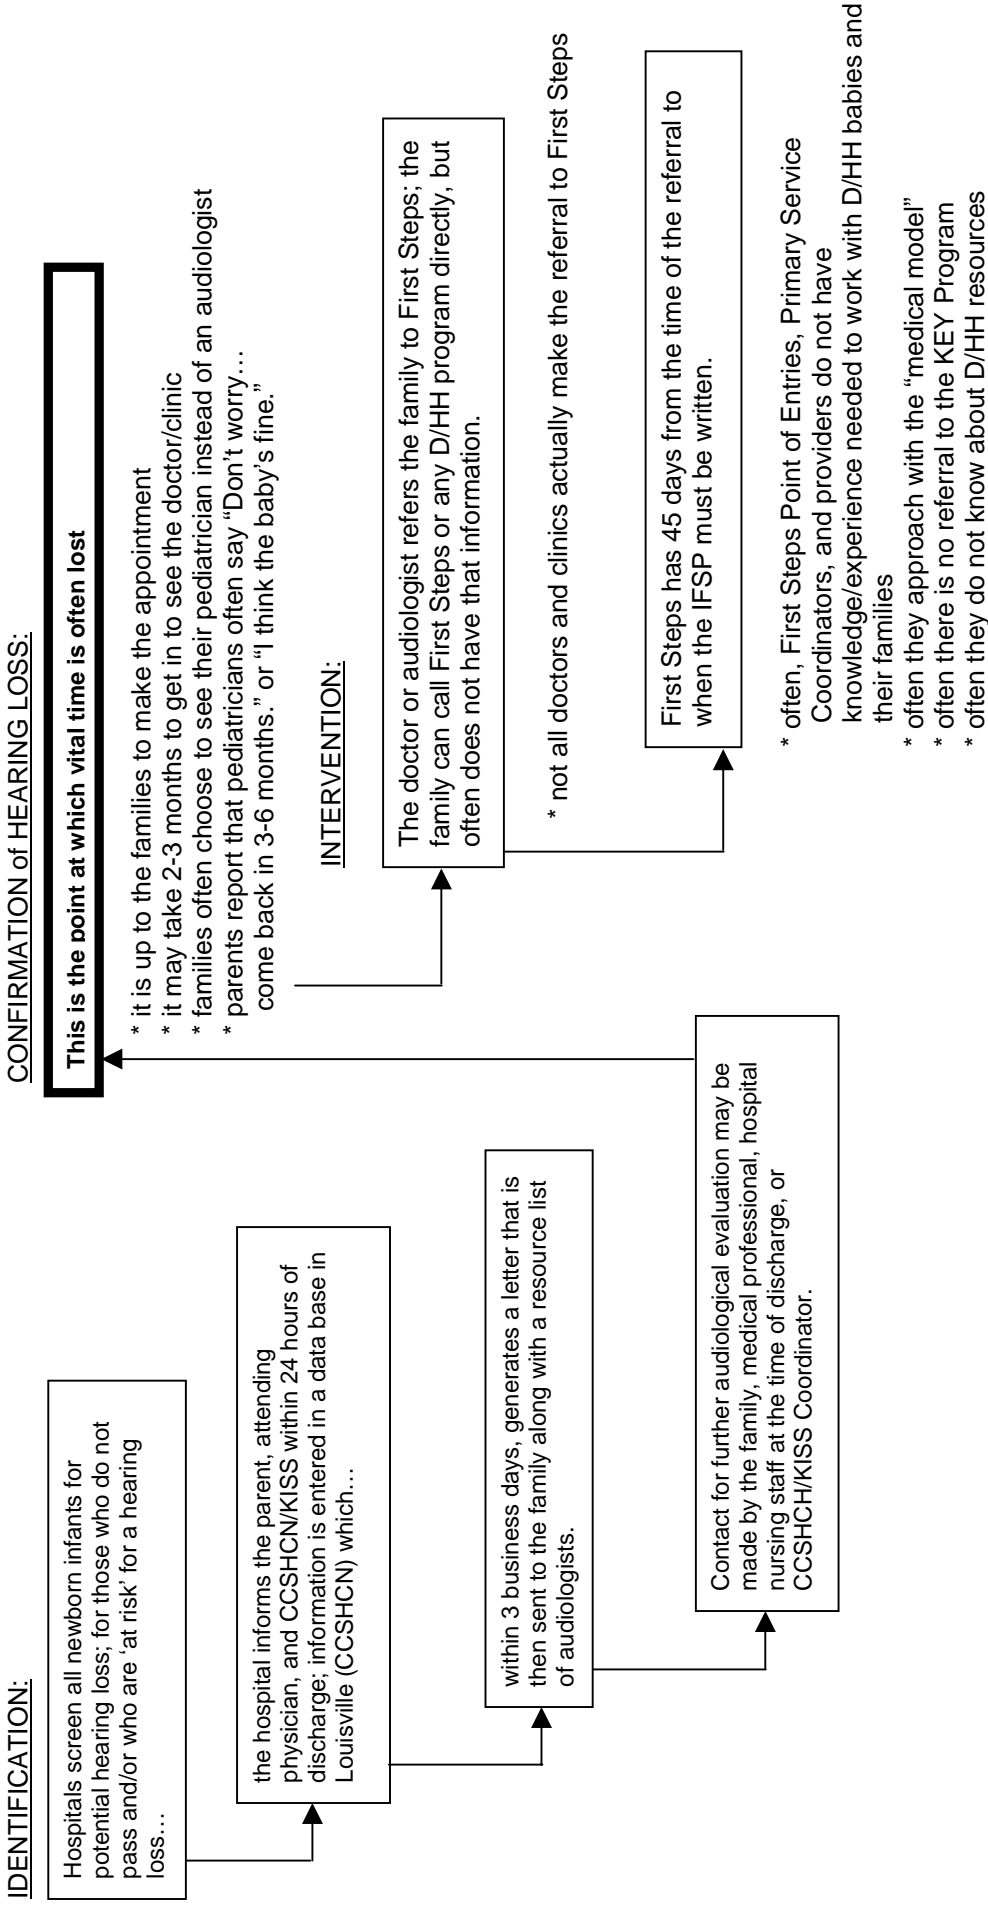 IDENTIFICATION:
Hospitals screen all newborn infants for
potential hearing loss; for those who do not
pass and/or who are ‘at risk’ for a hearing
loss…
the hospital informs the parent, attending
physician, and CCSHCN/KISS within 24 hours of
discharge; information is entered in a data base in
Louisville (CCSHCN) which…
within 3 business days, generates a letter that is
then sent to the family along with a resource list
of audiologists.
Contact for further audiological evaluation may be
made by the family, medical professional, hospital
nursing staff at the time of discharge, or
CCSHCH/KISS Coordinator.
CONFIRMATION of HEARING LOSS:
This is the point at which vital time is often lost
* it is up to the families to make the appointment
* it may take 2-3 months to get in to see the doctor/clinic
* families often choose to see their pediatrician instead of an audiologist
* parents report that pediatricians often say “Don’t worry…
come back in 3-6 months.” or “I think the baby’s fine.”
INTERVENTION:
The doctor or audiologist refers the family to First Steps; the
family can call First Steps or any D/HH program directly, but
often does not have that information.
* not all doctors and clinics actually make the referral to First Steps
First Steps has 45 days from the time of the referral to
when the IFSP must be written.
* often, First Steps Point of Entries, Primary Service
Coordinators, and providers do not have
knowledge/experience needed to work with D/HH babies and
their families
* often they approach with the “medical model”
* often there is no referral to the KEY Program
* often they do not know about D/HH resources